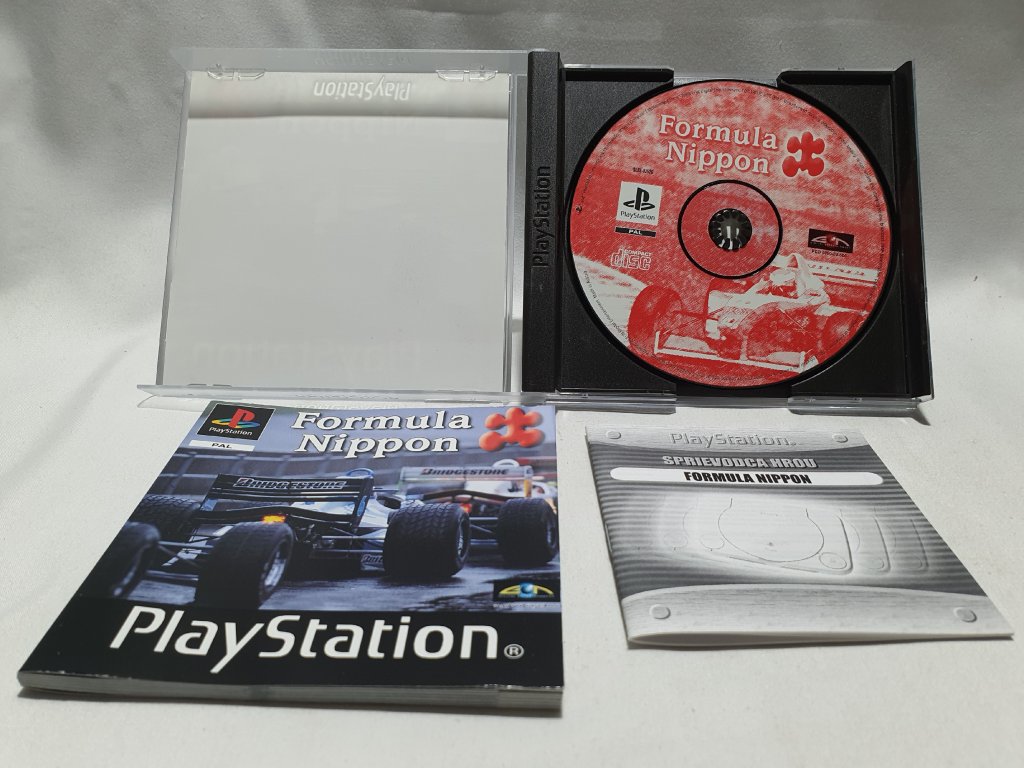 PlayStation
PlayStation
Formula
Nippon
PlayStation
PAL
COMPACT
disc
PlayStation
PAL
Formula
Nippon
BRIDGESTONE
BRIDGESTONE
PlayStation®
PlayStation
SPRIEVODCA HROU
FORMULA NIPPON